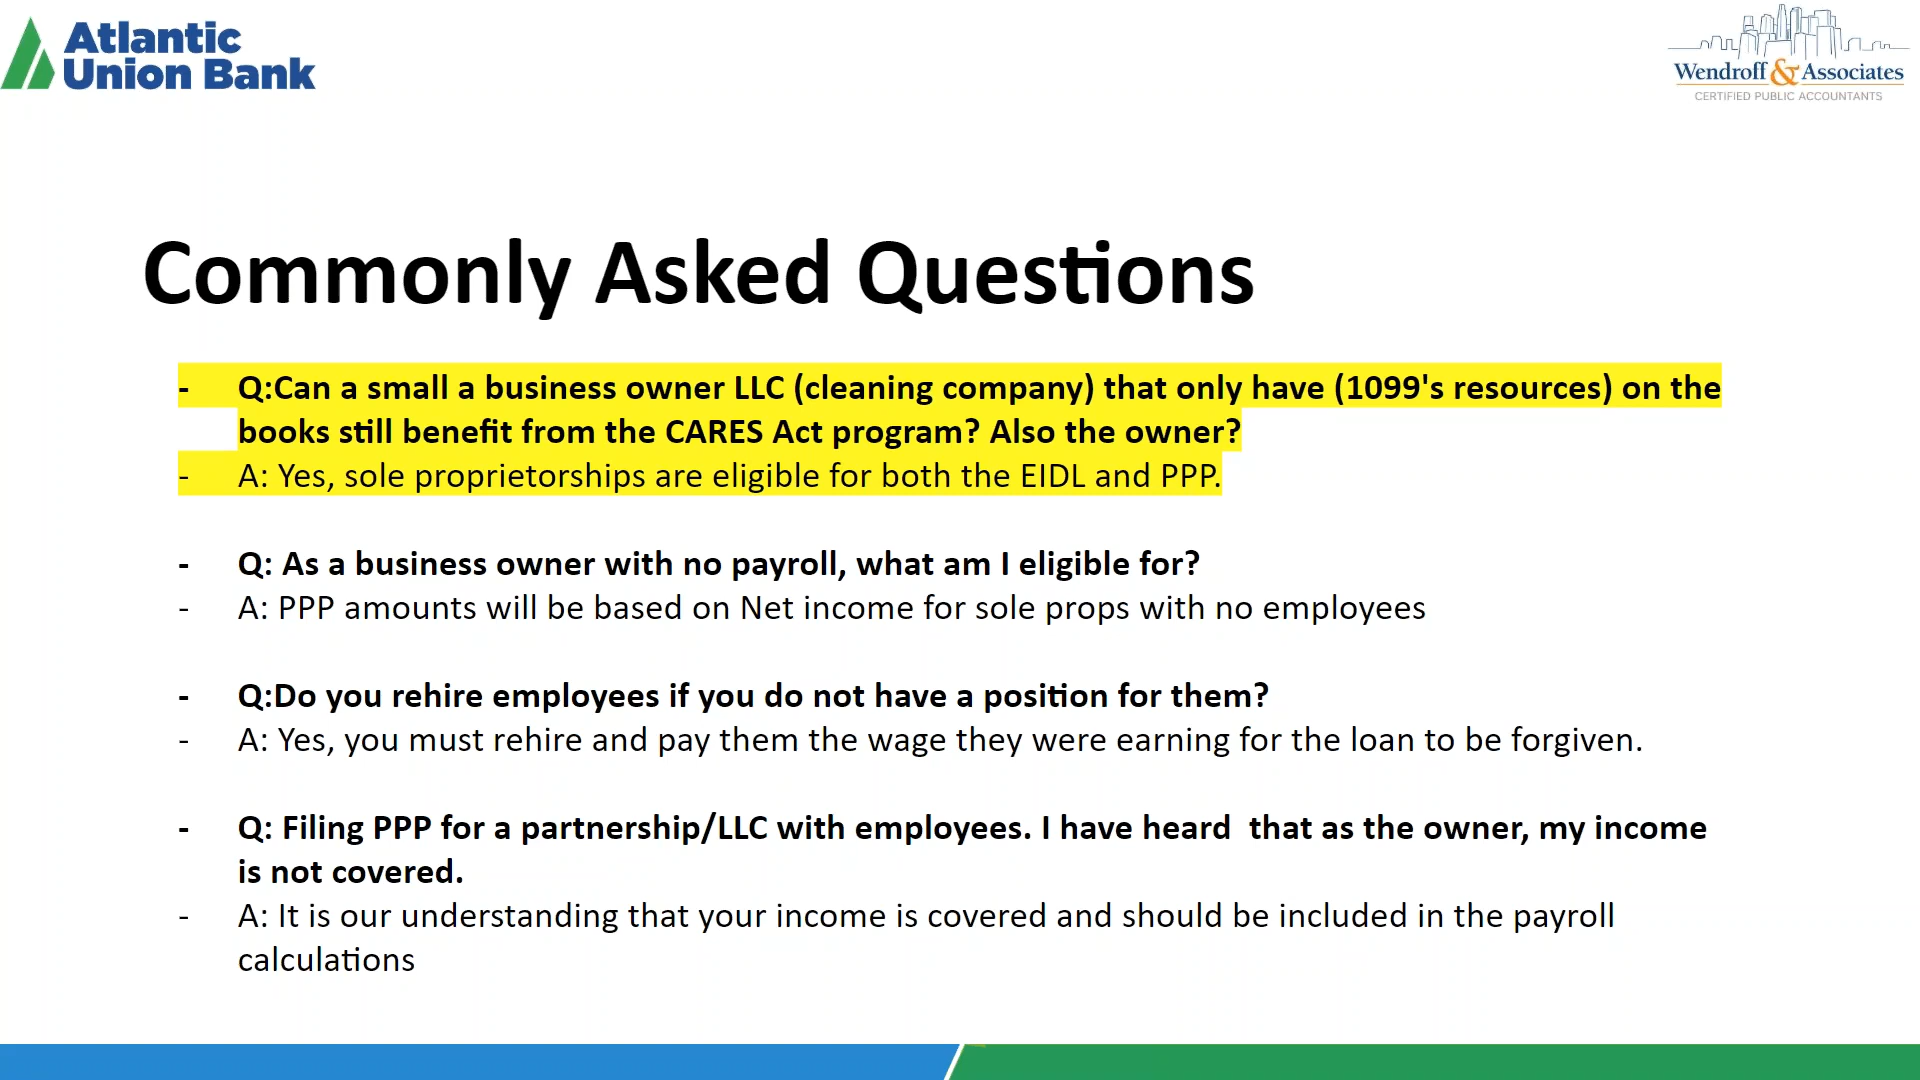 Atlantic
Union Bank
Wendroff & Associates
CERTIFIED PUBLIC ACCOUNTANTS
Commonly Asked Questions
- Q:Can a small a business owner LLC (cleaning company) that only have (1099's resources) on the
books still benefit from the CARES Act program? Also the owner?
- A: Yes, sole proprietorships are eligible for both the EIDL and PPP.
- Q: As a business owner with no payroll, what am I eligible for?
- A: PPP amounts will be based on Net income for sole props with no employees
- Q:Do you rehire employees if you do not have a position for them?
- A: Yes, you must rehire and pay them the wage they were earning for the loan to be forgiven.
- Q: Filing PPP for a partnership/LLC with employees. I have heard  that as the owner, my income
is not covered.
- A: It is our understanding that your income is covered and should be included in the payroll
calculations